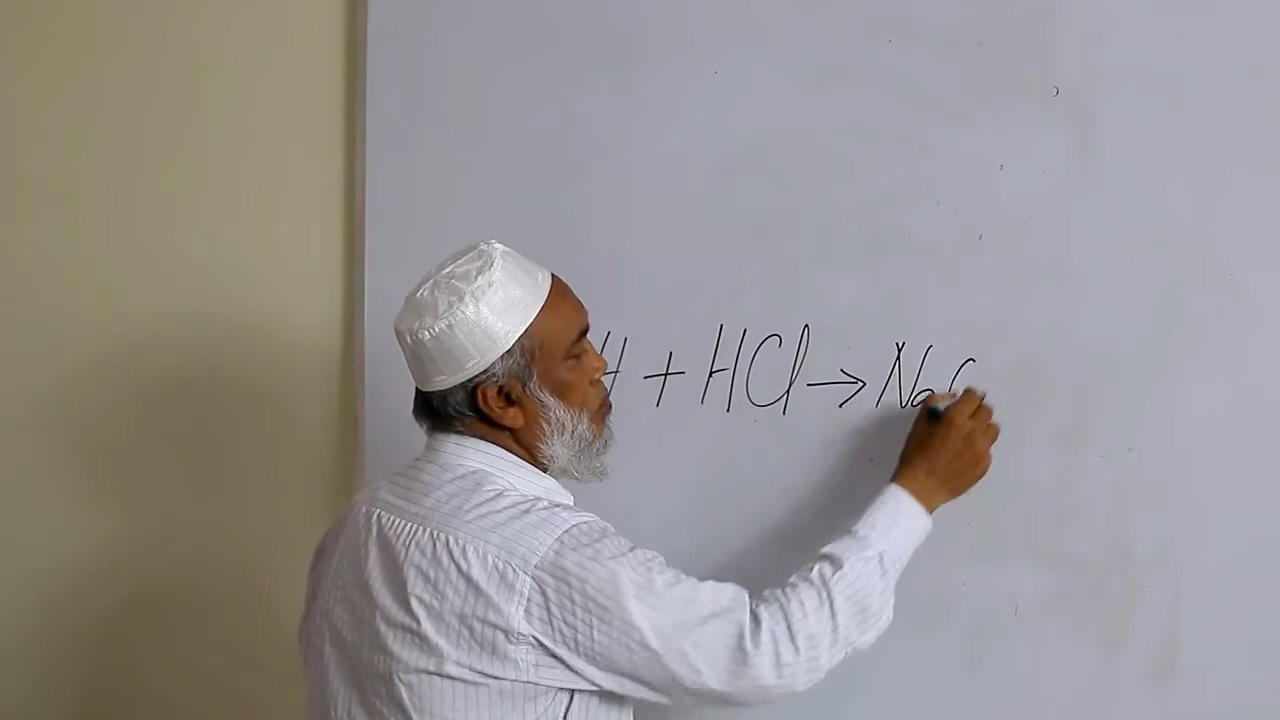 H + HCl → NaC